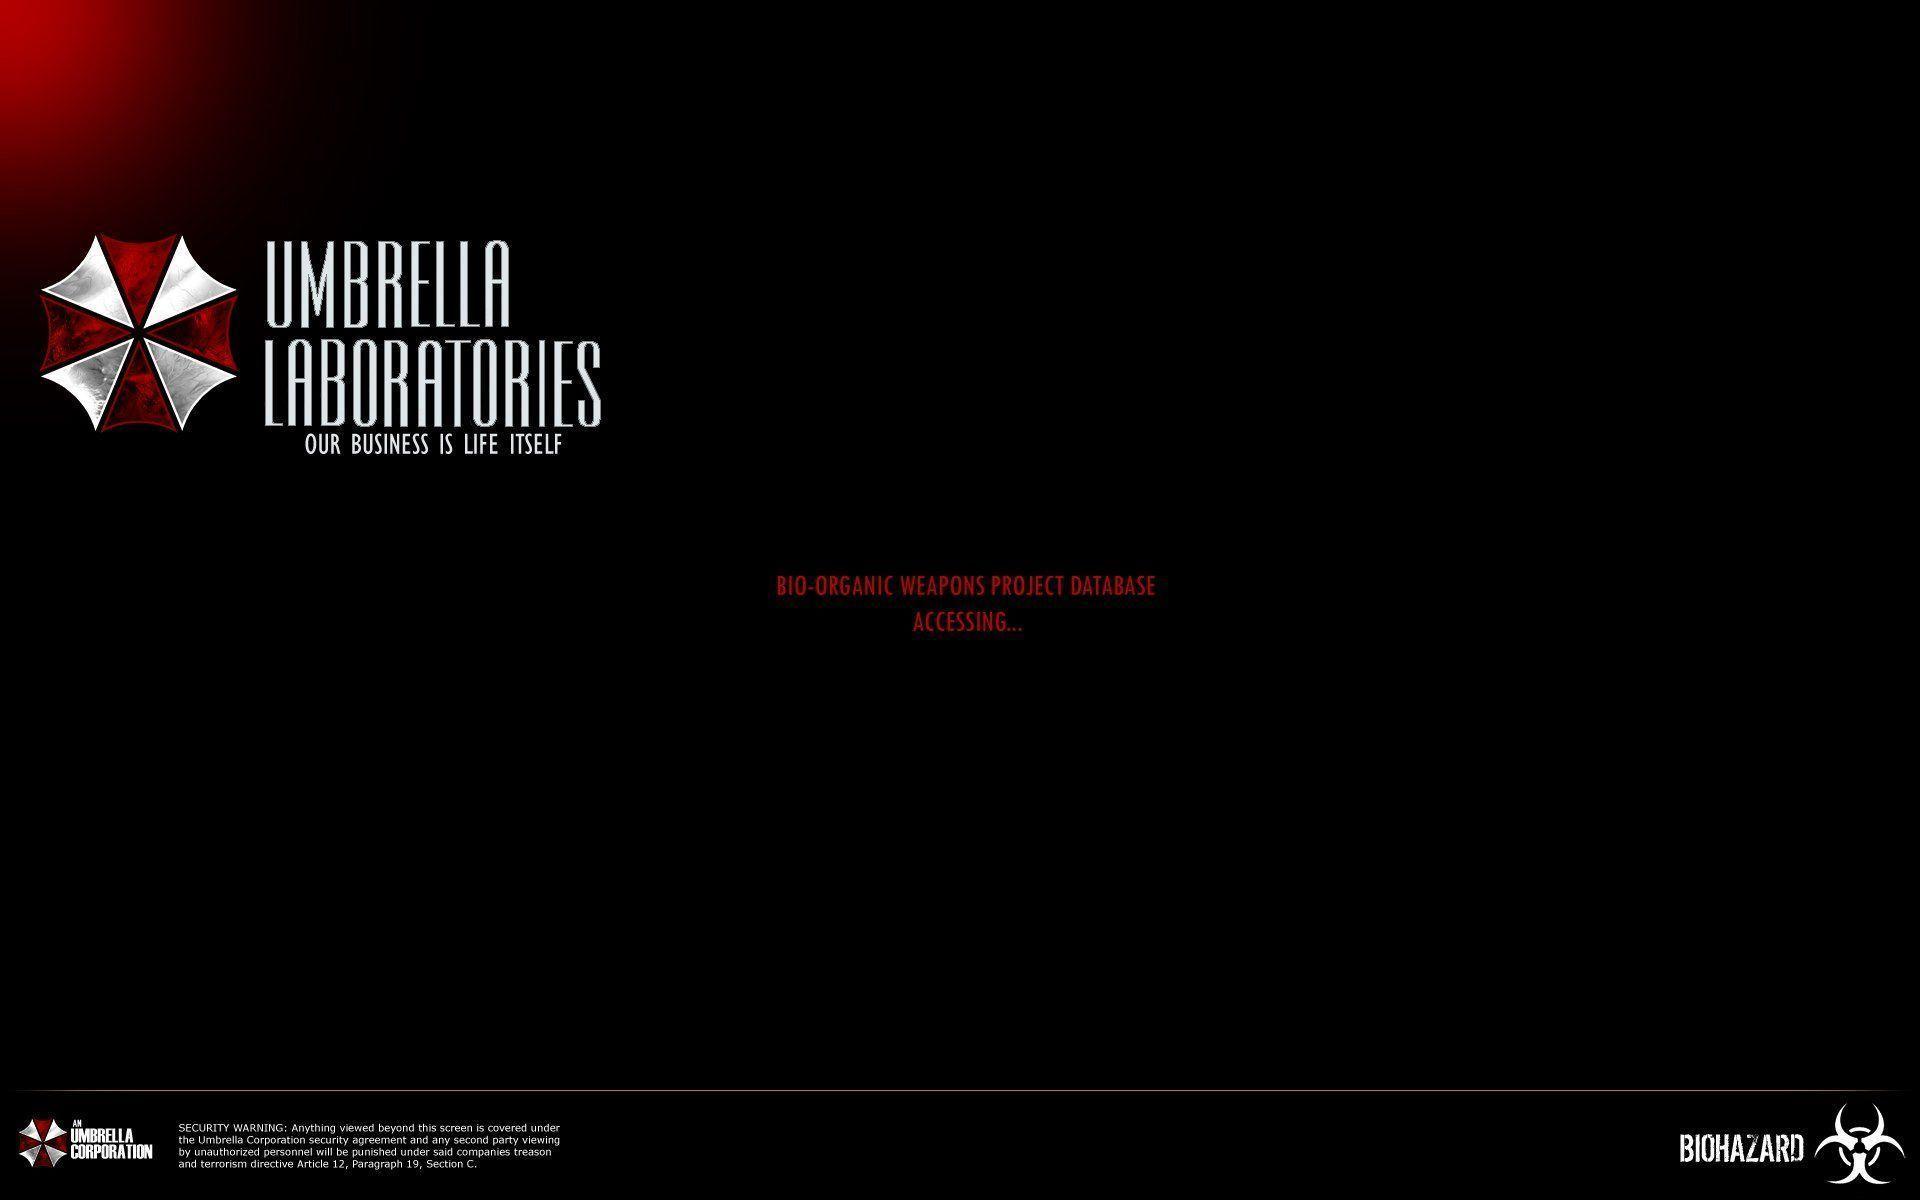 UMBRELLA
LABORATORIES
OUR BUSINESS IS LIFE ITSELF
BIO-ORGANIC WEAPONS PROJECT DATABASE
ACCESSING...
AN
UMBRELLA
CORPORATION
SECURITY WARNING: Anything viewed beyond this screen is covered under
the Umbrella Corporation security agreement and any second party viewing
by unauthorized personnel will be punished under said companies treason
and terrorism directive Article 12, Paragraph 19, Section C.
BIOHAZARD